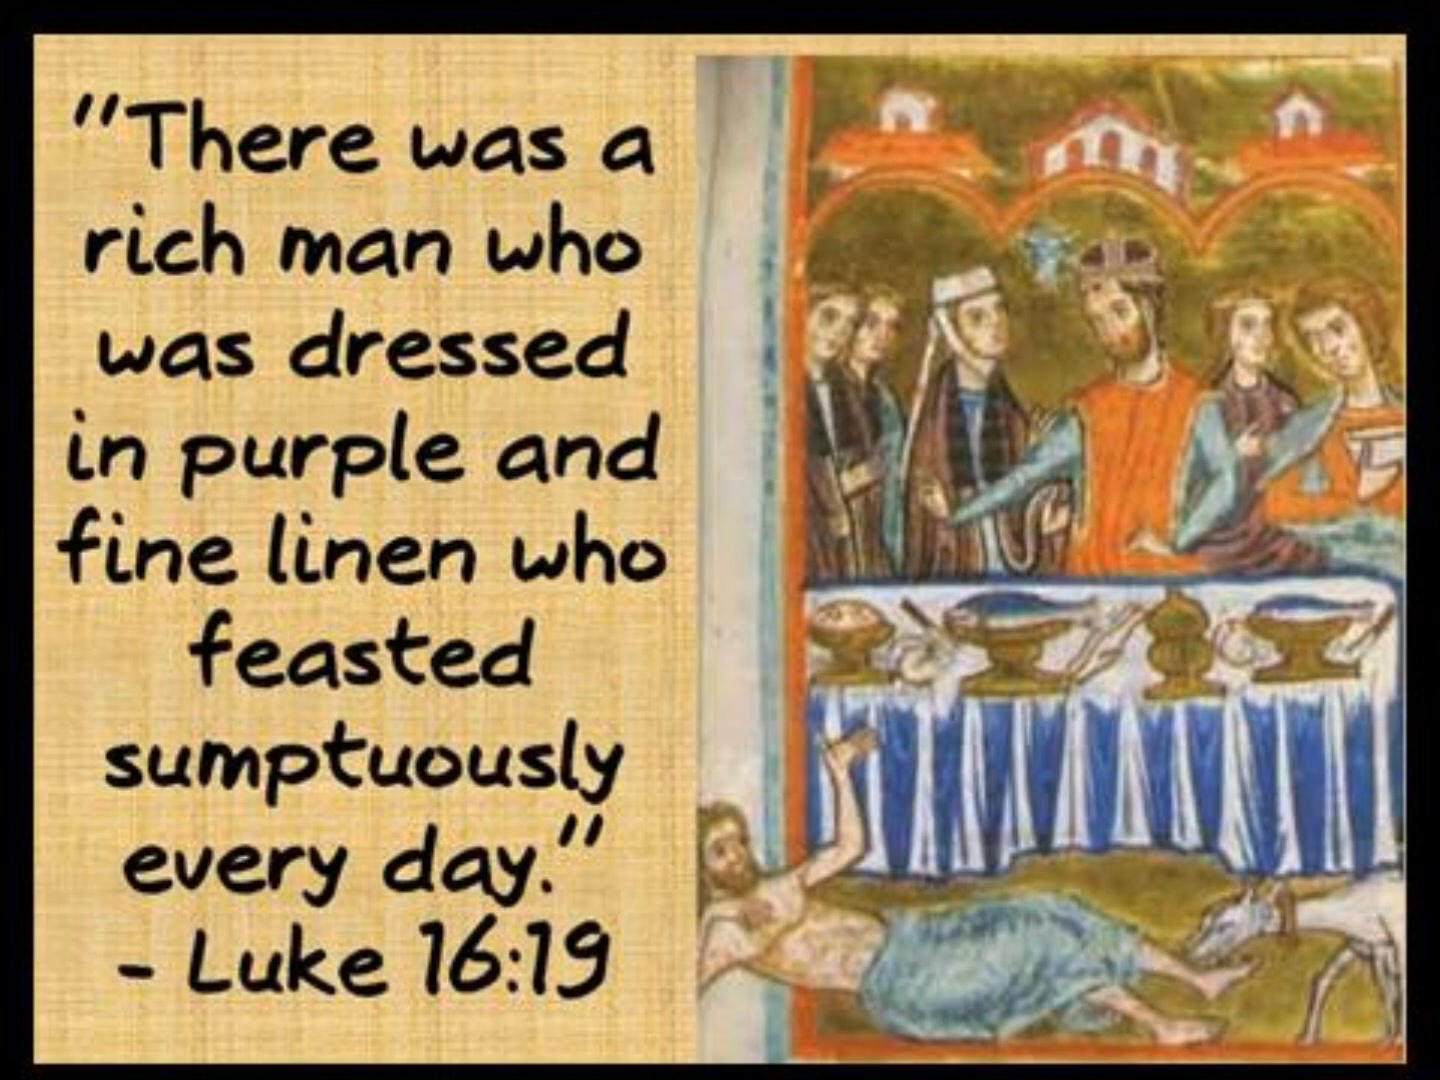 "There was a
rich man who
was dressed
in purple and
fine linen who
feasted
sumptuously
every day."
- Luke 16:19